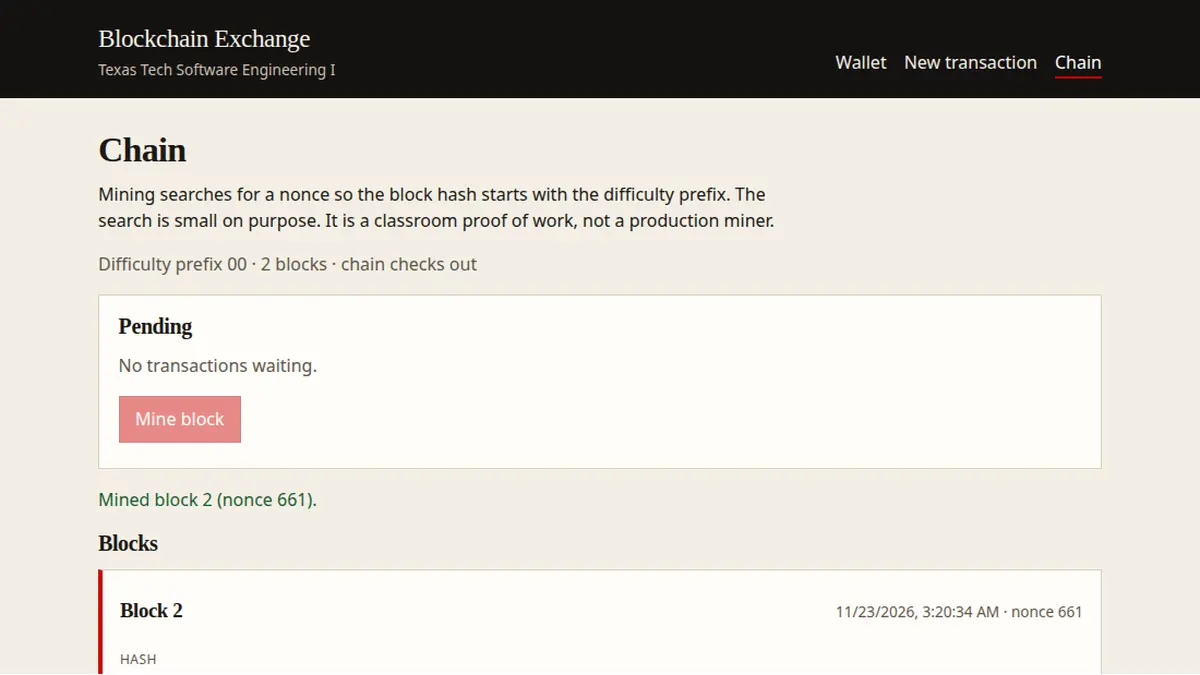 Blockchain Exchange
Texas Tech Software Engineering I
Wallet New transaction Chain
Chain
Mining searches for a nonce so the block hash starts with the difficulty prefix. The
search is small on purpose. It is a classroom proof of work, not a production miner.
Difficulty prefix 00 · 2 blocks · chain checks out
Pending
No transactions waiting.
Mine block
Mined block 2 (nonce 661).
Blocks
Block 2
11/23/2026, 3:20:34 AM · nonce 661
HASH